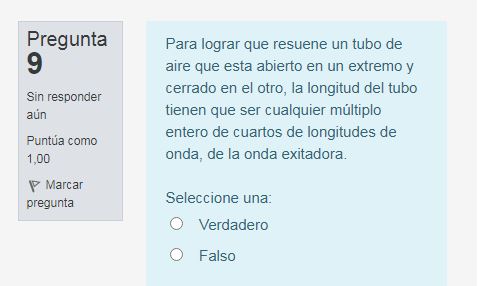 Pregunta
9
Sin responder
aún
Puntúa como
1,00
Marcar
pregunta
Para lograr que resuene un tubo de
aire que esta abierto en un extremo y
cerrado en el otro, la longitud del tubo
tienen que ser cualquier múltiplo
entero de cuartos de longitudes de
onda, de la onda exitadora.
Seleccione una:
Verdadero
Falso